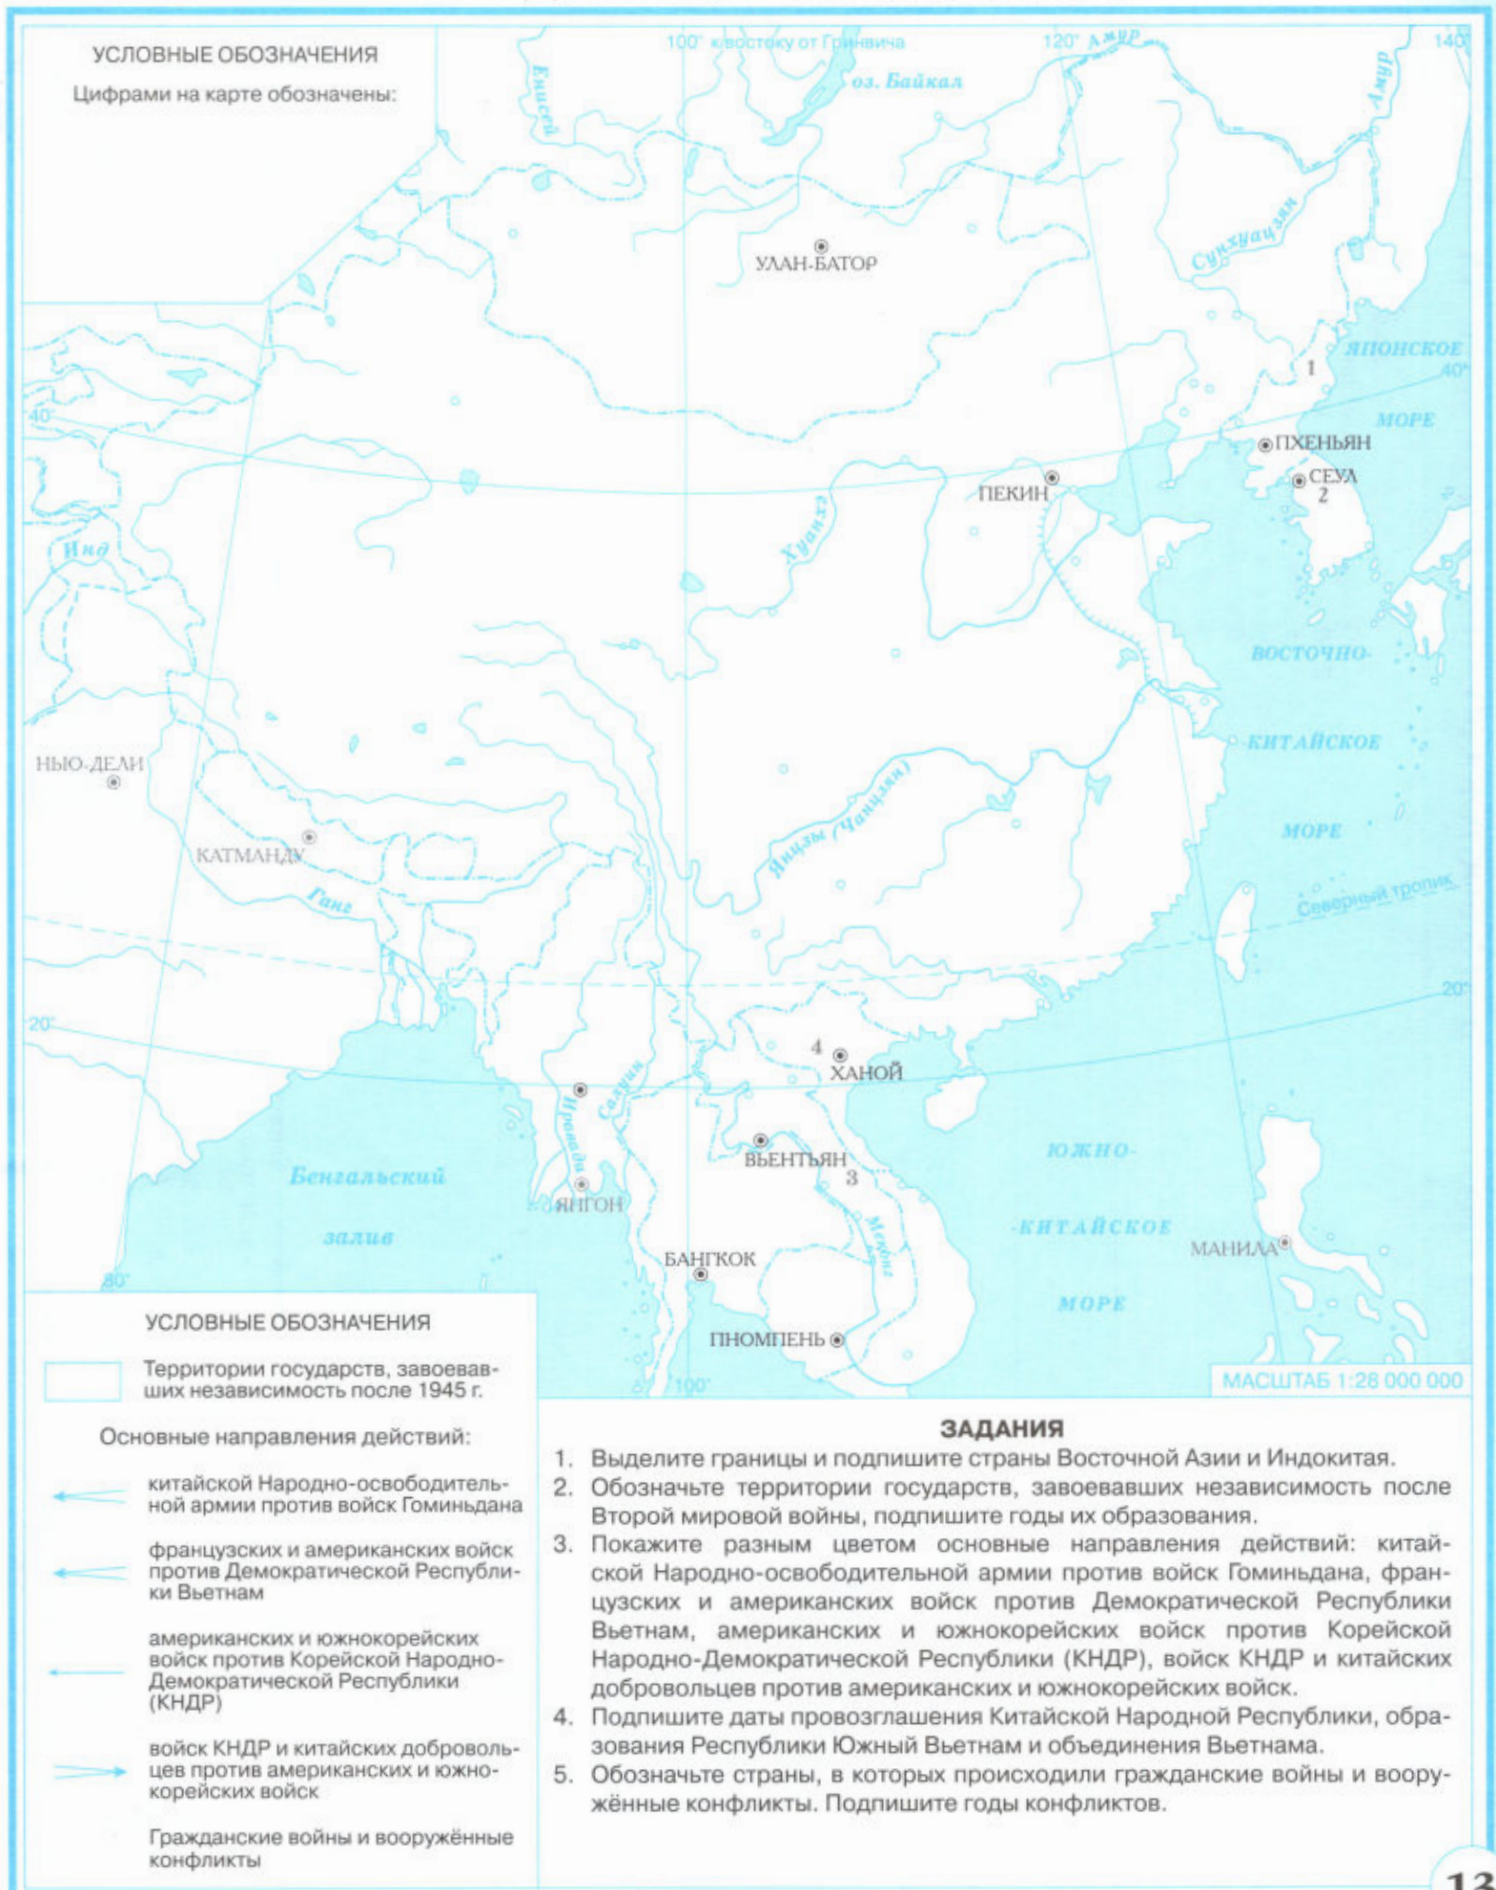 УСЛОВНЫЕ ОБОЗНАЧЕНИЯ
Цифрами на карте обозначены:
100° к востоку от Гринвича
120°
140°
Амур
Енисей
оз. Байкал
Амур
Сунхуацзян
УЛАН-БАТОР
ЯПОНСКОЕ
МОРЕ
1
40°
40°
ПХЕНЬЯН
СЕУЛ
2
ПЕКИН
Хуанхэ
Инд
ВОСТОЧНО-
-КИТАЙСКОЕ
МОРЕ
НЬЮ-ДЕЛИ
Янцзы (Чанцзян)
КАТМАНДУ
Ганг
Северный тропик
20°
20°
4
ХАНОЙ
Салуин
Иравади
ВЬЕНТЬЯН
3
Бенгальский
залив
ЯНГОН
Меконг
ЮЖНО-
-КИТАЙСКОЕ
МОРЕ
МАНИЛА
БАНГКОК
80°
ПНОМПЕНЬ
100°
МАСШТАБ 1:28 000 000
УСЛОВНЫЕ ОБОЗНАЧЕНИЯ
Территории государств, завоевав-
ших независимость после 1945 г.
Основные направления действий:
китайской Народно-освободитель-
ной армии против войск Гоминьдана
французских и американских войск
против Демократической Республи-
ки Вьетнам
американских и южнокорейских
войск против Корейской Народно-
Демократической Республики
(КНДР)
войск КНДР и китайских доброволь-
цев против американских и южно-
корейских войск
Гражданские войны и вооружённые
конфликты
ЗАДАНИЯ
1. Выделите границы и подпишите страны Восточной Азии и Индокитая.
2. Обозначьте территории государств, завоевавших независимость после
Второй мировой войны, подпишите годы их образования.
3. Покажите разным цветом основные направления действий: китай-
ской Народно-освободительной армии против войск Гоминьдана, фран-
цузских и американских войск против Демократической Республики
Вьетнам, американских и южнокорейских войск против Корейской
Народно-Демократической Республики (КНДР), войск КНДР и китайских
добровольцев против американских и южнокорейских войск.
4. Подпишите даты провозглашения Китайской Народной Республики, обра-
зования Республики Южный Вьетнам и объединения Вьетнама.
5. Обозначьте страны, в которых происходили гражданские войны и воору-
жённые конфликты. Подпишите годы конфликтов.
13